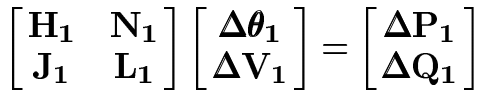 [ H₁ N₁ ] [ Δθ₁ ] = [ ΔP₁ ]
[ J₁ L₁ ] [ ΔV₁ ]   [ ΔQ₁ ]